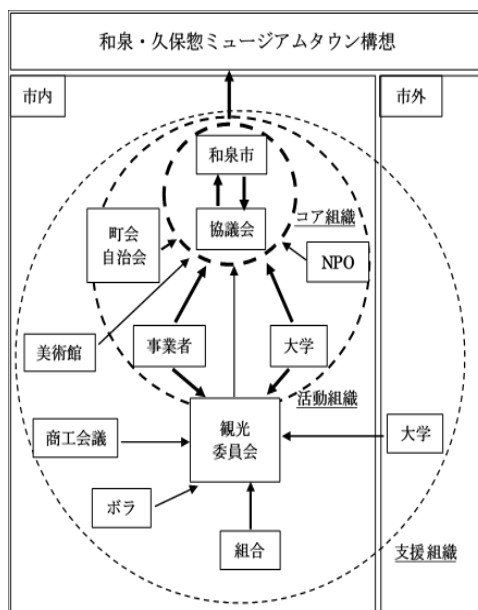 和泉・久保惣ミュージアムタウン構想
市内
市外
和泉市
コア組織
町会
自治会
協議会
NPO
美術館
事業者
大学
活動組織
商工会議
観光
委員会
大学
ボラ
組合
支援組織